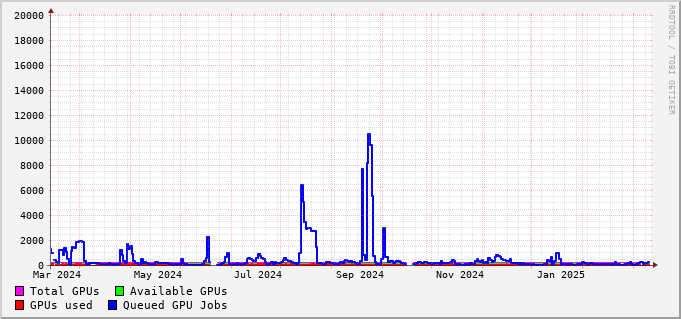 20000
18000
16000
14000
12000
10000
8000
6000
4000
2000
0
Mar 2024 May 2024 Jul 2024 Sep 2024 Nov 2024 Jan 2025
Total GPUs Available GPUs
GPUs used Queued GPU Jobs
RRDTOOL / TOBI OETIKER